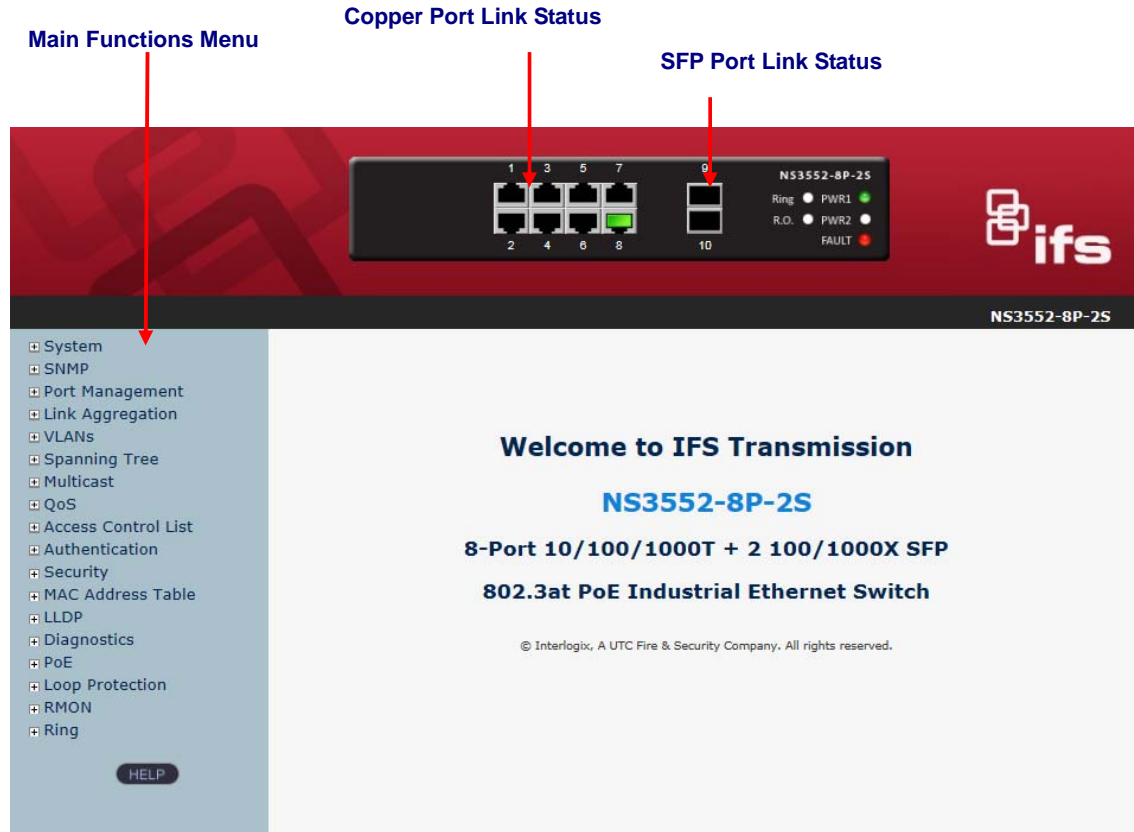 Copper Port Link Status
Main Functions Menu
SFP Port Link Status
1 3 5 7 9
NS3552-8P-2S
Ring PWR1
R.O. PWR2
FAULT
2 4 6 8 10
ifs
NS3552-8P-2S
System
SNMP
Port Management
Link Aggregation
VLANs
Spanning Tree
Multicast
QoS
Access Control List
Authentication
Security
MAC Address Table
LLDP
Diagnostics
PoE
Loop Protection
RMON
Ring
HELP
Welcome to IFS Transmission
NS3552-8P-2S
8-Port 10/100/1000T + 2 100/1000X SFP
802.3at PoE Industrial Ethernet Switch
© Interlogix, A UTC Fire & Security Company. All rights reserved.